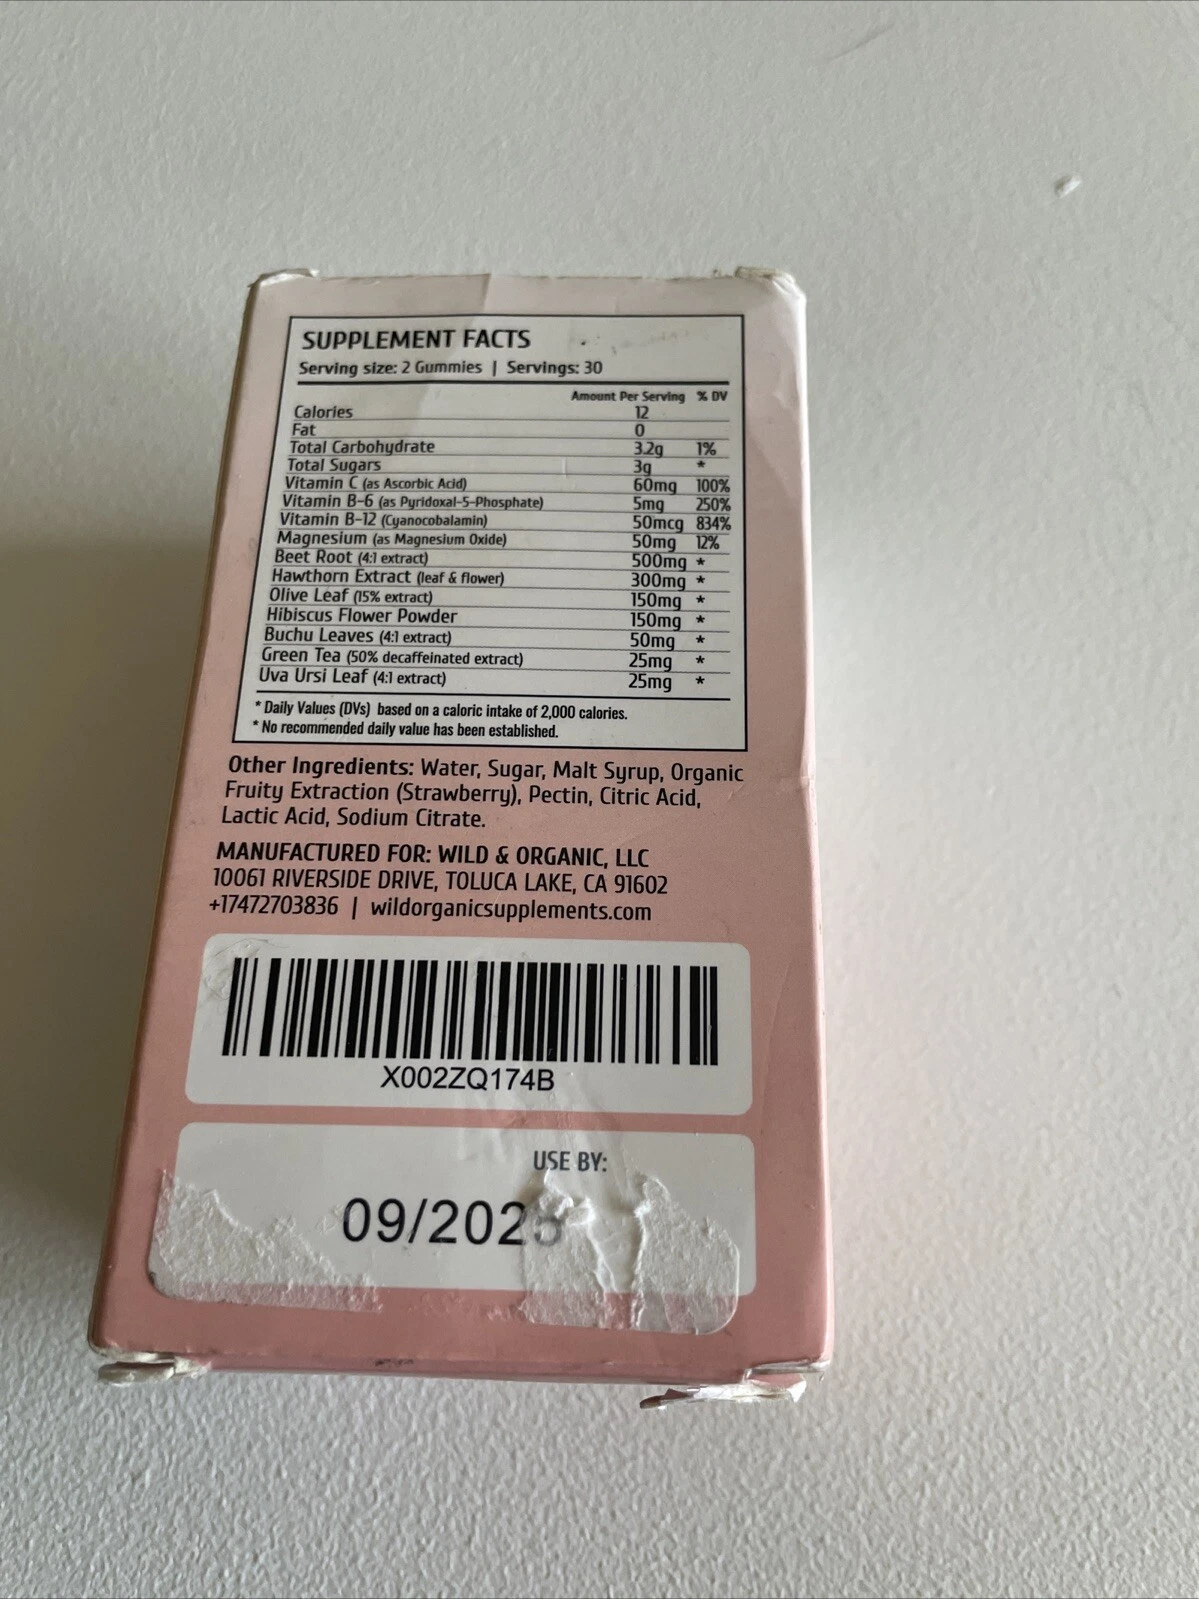 SUPPLEMENT FACTS
Serving size: 2 Gummies | Servings: 30
Amount Per Serving % DV
Calories 12
Fat 0
Total Carbohydrate 3.2g 1%
Total Sugars 3g *
Vitamin C (as Ascorbic Acid) 60mg 100%
Vitamin B-6 (as Pyridoxal-5-Phosphate) 5mg 250%
Vitamin B-12 (Cyanocobalamin) 50mcg 834%
Magnesium (as Magnesium Oxide) 50mg 12%
Beet Root (4:1 extract) 500mg *
Hawthorn Extract (leaf & flower) 300mg *
Olive Leaf (15% extract) 150mg *
Hibiscus Flower Powder 150mg *
Buchu Leaves (4:1 extract) 50mg *
Green Tea (50% decaffeinated extract) 25mg *
Uva Ursi Leaf (4:1 extract) 25mg *
* Daily Values (DVs) based on a caloric intake of 2,000 calories.
* No recommended daily value has been established.
Other Ingredients: Water, Sugar, Malt Syrup, Organic
Fruity Extraction (Strawberry), Pectin, Citric Acid,
Lactic Acid, Sodium Citrate.
MANUFACTURED FOR: WILD & ORGANIC, LLC
10061 RIVERSIDE DRIVE, TOLUCA LAKE, CA 91602
+17472703836 | wildorganicsupplements.com
X002ZQ174B
USE BY: